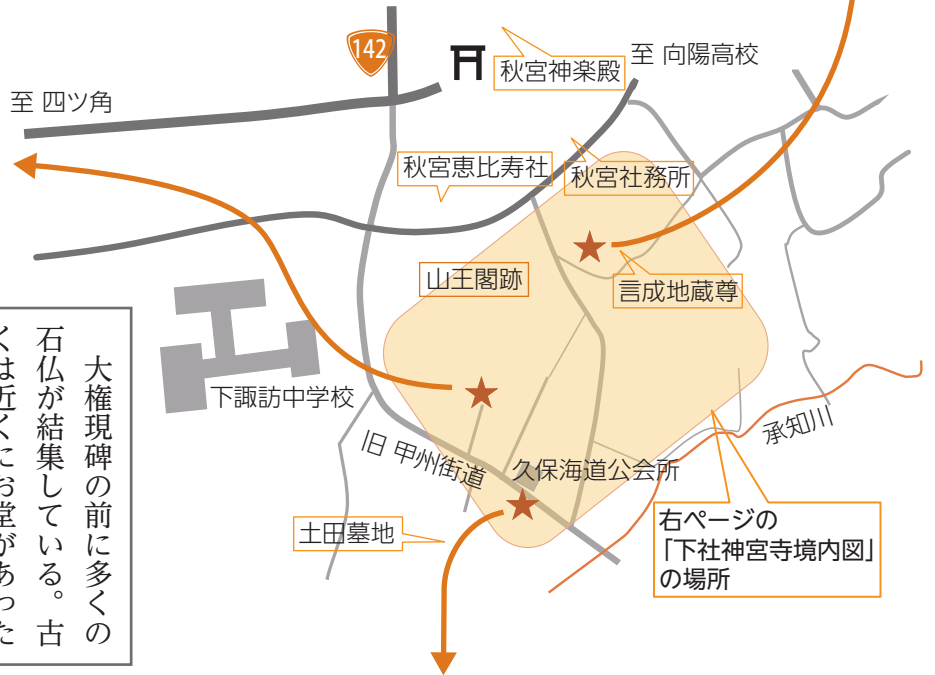 142
秋宮神楽殿
至 向陽高校
至 四ツ角
秋宮恵比寿社
秋宮社務所
山王閣跡
言成地蔵尊
下諏訪中学校
旧 甲州街道
久保海道公会所
承知川
土田墓地
右ページの
「下社神宮寺境内図」
の場所
大権現碑の前に多くの
石仏が結集している。古
くは近くにお堂があった